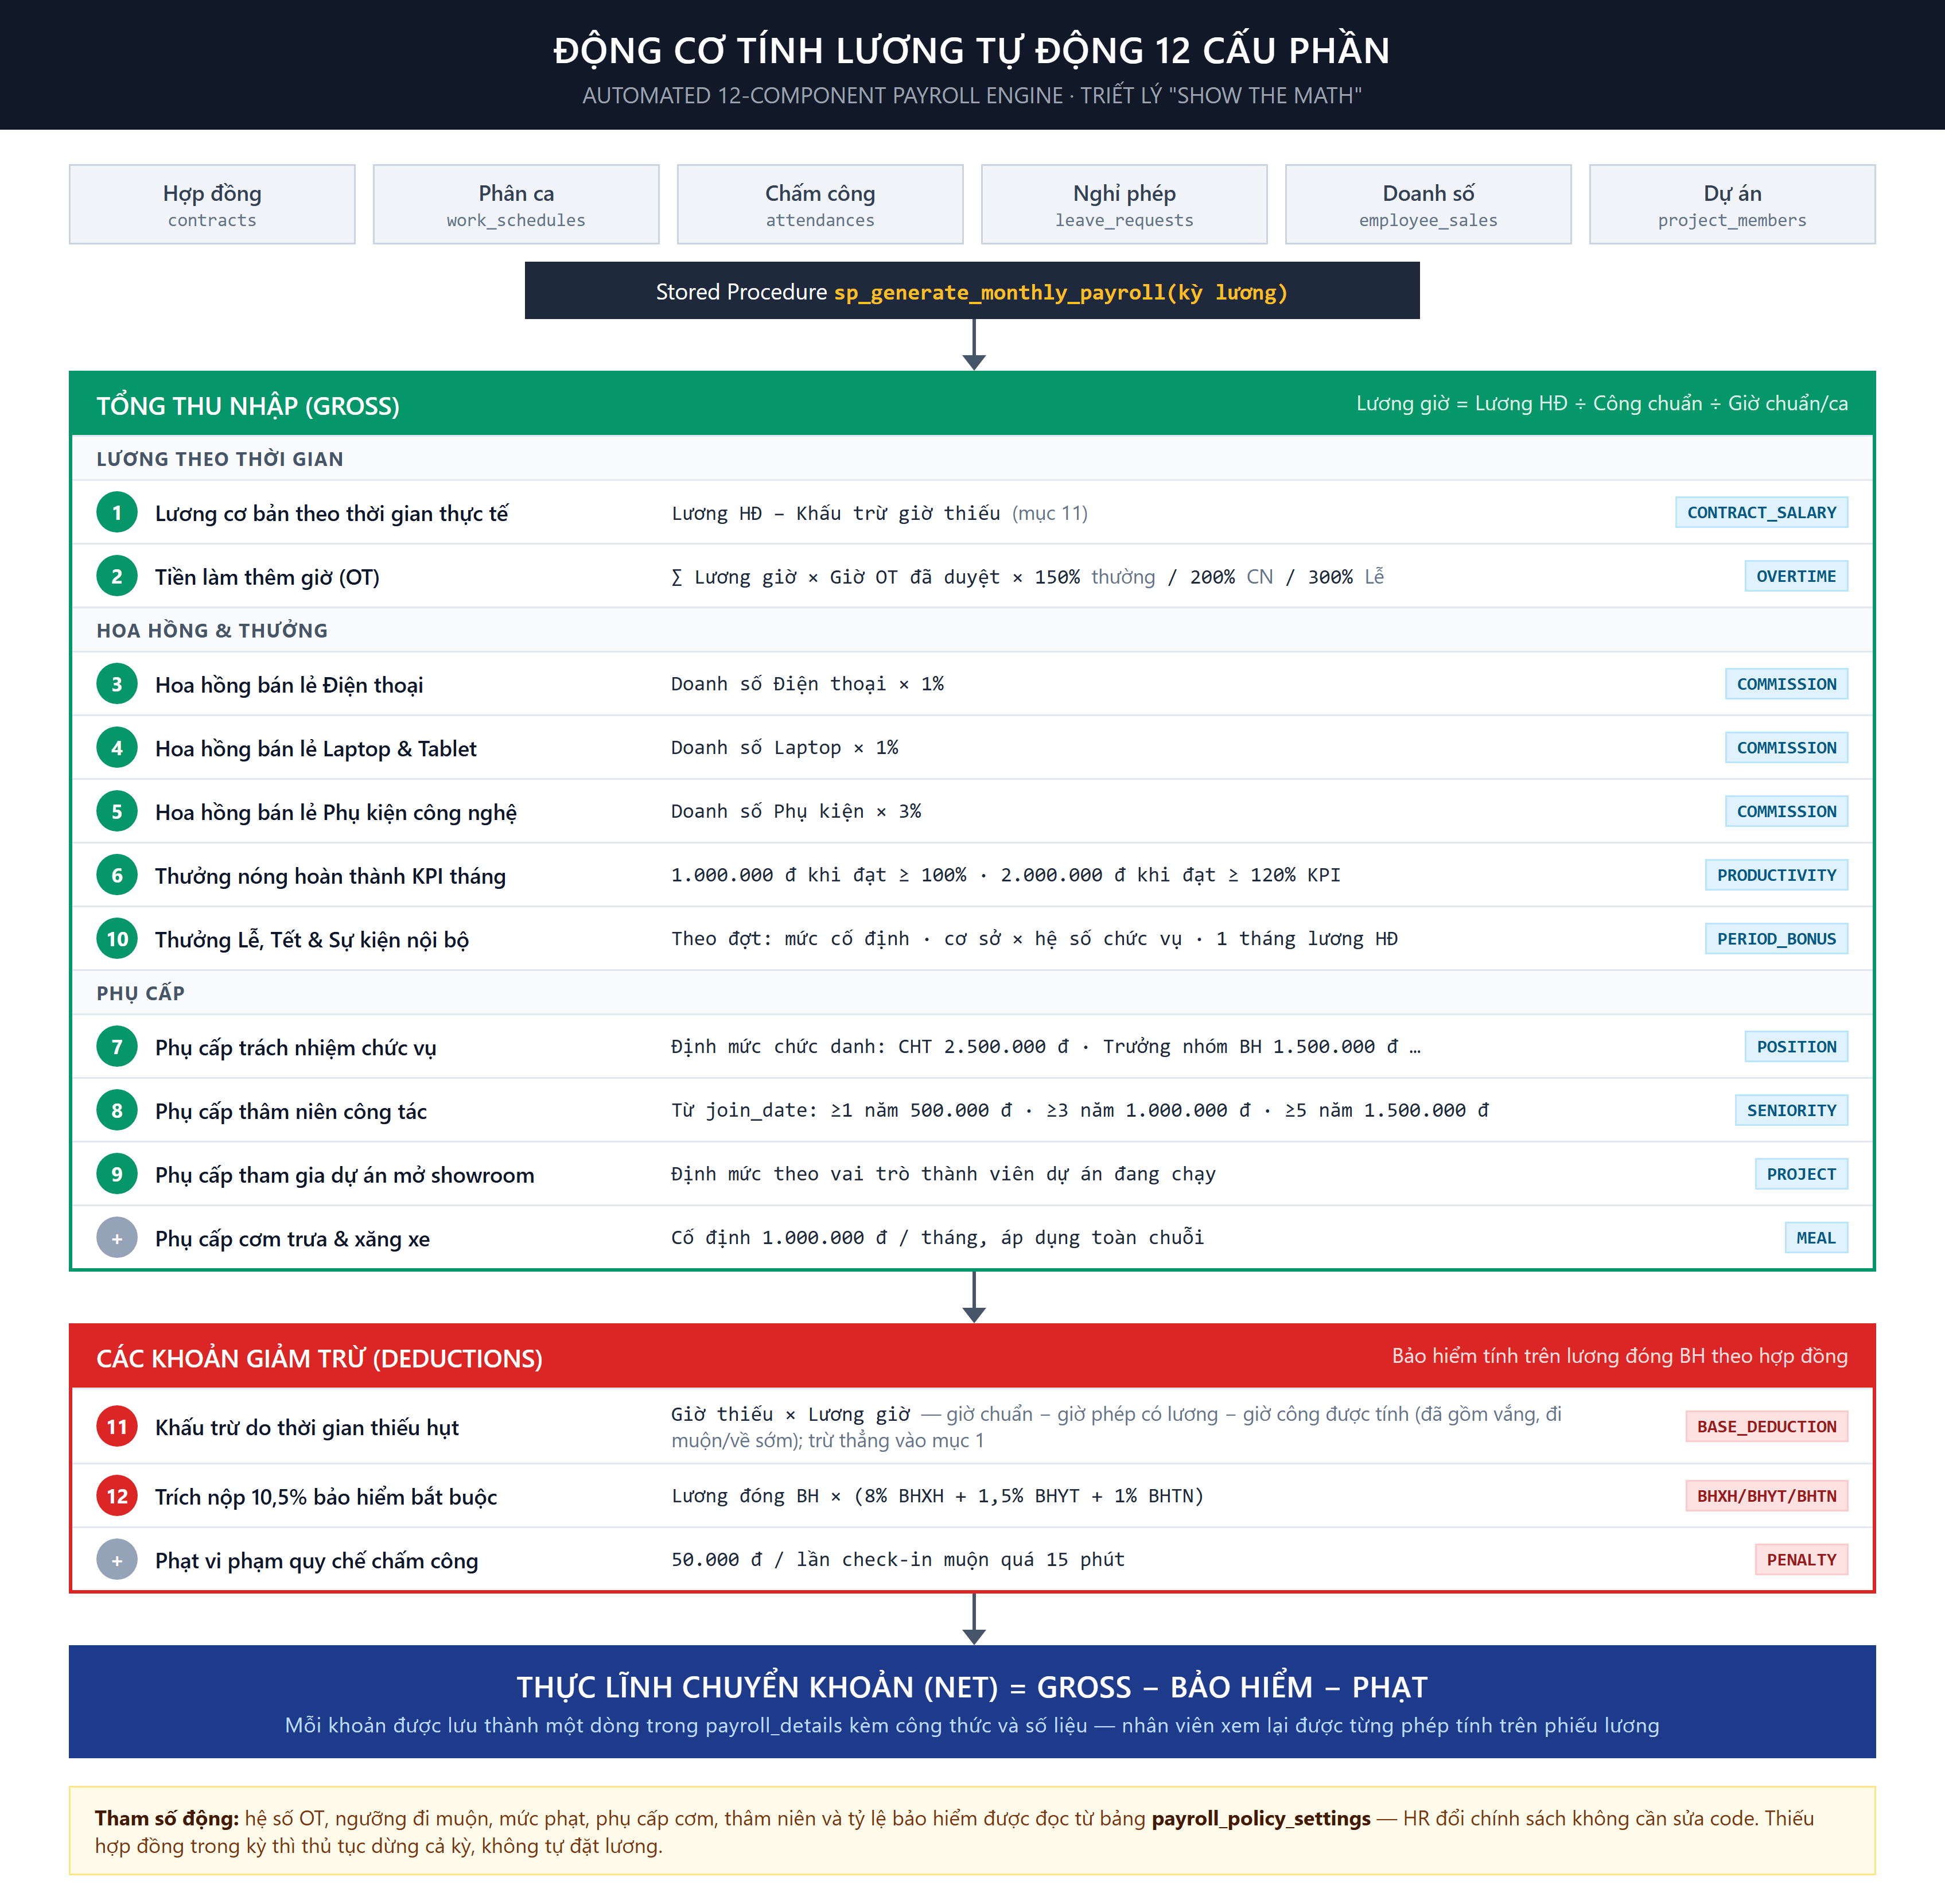 ĐỘNG CƠ TÍNH LƯƠNG TỰ ĐỘNG 12 CẤU PHẦN
AUTOMATED 12-COMPONENT PAYROLL ENGINE · TRIẾT LÝ "SHOW THE MATH"
Hợp đồng
contracts
Phân ca
work_schedules
Chấm công
attendances
Nghỉ phép
leave_requests
Doanh số
employee_sales
Dự án
project_members
Stored Procedure sp_generate_monthly_payroll(kỳ lương)
TỔNG THU NHẬP (GROSS)
Lương giờ = Lương HĐ ÷ Công chuẩn ÷ Giờ chuẩn/ca
LƯƠNG THEO THỜI GIAN
1 Lương cơ bản theo thời gian thực tế Lương HĐ – Khấu trừ giờ thiếu (mục 11) CONTRACT_SALARY
2 Tiền làm thêm giờ (OT) ∑ Lương giờ × Giờ OT đã duyệt × 150% thường / 200% CN / 300% Lễ OVERTIME
HOA HỒNG & THƯỞNG
3 Hoa hồng bán lẻ Điện thoại Doanh số Điện thoại × 1% COMMISSION
4 Hoa hồng bán lẻ Laptop & Tablet Doanh số Laptop × 1% COMMISSION
5 Hoa hồng bán lẻ Phụ kiện công nghệ Doanh số Phụ kiện × 3% COMMISSION
6 Thưởng nóng hoàn thành KPI tháng 1.000.000 đ khi đạt ≥ 100% · 2.000.000 đ khi đạt ≥ 120% KPI PRODUCTIVITY
10 Thưởng Lễ, Tết & Sự kiện nội bộ Theo đợt: mức cố định · cơ sở × hệ số chức vụ · 1 tháng lương HĐ PERIOD_BONUS
PHỤ CẤP
7 Phụ cấp trách nhiệm chức vụ Định mức chức danh: CHT 2.500.000 đ · Trưởng nhóm BH 1.500.000 đ … POSITION
8 Phụ cấp thâm niên công tác Từ join_date: ≥1 năm 500.000 đ · ≥3 năm 1.000.000 đ · ≥5 năm 1.500.000 đ SENIORITY
9 Phụ cấp tham gia dự án mở showroom Định mức theo vai trò thành viên dự án đang chạy PROJECT
+ Phụ cấp cơm trưa & xăng xe Cố định 1.000.000 đ / tháng, áp dụng toàn chuỗi MEAL
CÁC KHOẢN GIẢM TRỪ (DEDUCTIONS)
Bảo hiểm tính trên lương đóng BH theo hợp đồng
11 Khấu trừ do thời gian thiếu hụt Giờ thiếu × Lương giờ — giờ chuẩn – giờ phép có lương – giờ công được tính (đã gồm vắng, đi
muộn/về sớm); trừ thẳng vào mục 1 BASE_DEDUCTION
12 Trích nộp 10,5% bảo hiểm bắt buộc Lương đóng BH × (8% BHXH + 1,5% BHYT + 1% BHTN) BHXH/BHYT/BHTN
+ Phạt vi phạm quy chế chấm công 50.000 đ / lần check-in muộn quá 15 phút PENALTY
THỰC LĨNH CHUYỂN KHOẢN (NET) = GROSS – BẢO HIỂM – PHẠT
Mỗi khoản được lưu thành một dòng trong payroll_details kèm công thức và số liệu — nhân viên xem lại được từng phép tính trên phiếu lương
Tham số động: hệ số OT, ngưỡng đi muộn, mức phạt, phụ cấp cơm, thâm niên và tỷ lệ bảo hiểm được đọc từ bảng payroll_policy_settings — HR đổi chính sách không cần sửa code. Thiếu
hợp đồng trong kỳ thì thủ tục dừng cả kỳ, không tự đặt lương.